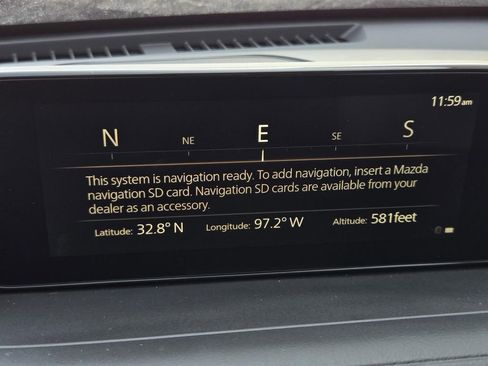 11:59am
N NE E SE S
This system is navigation ready. To add navigation, insert a Mazda
navigation SD card. Navigation SD cards are available from your
dealer as an accessory.
Latitude: 32.8° N Longitude: 97.2° W Altitude: 581feet